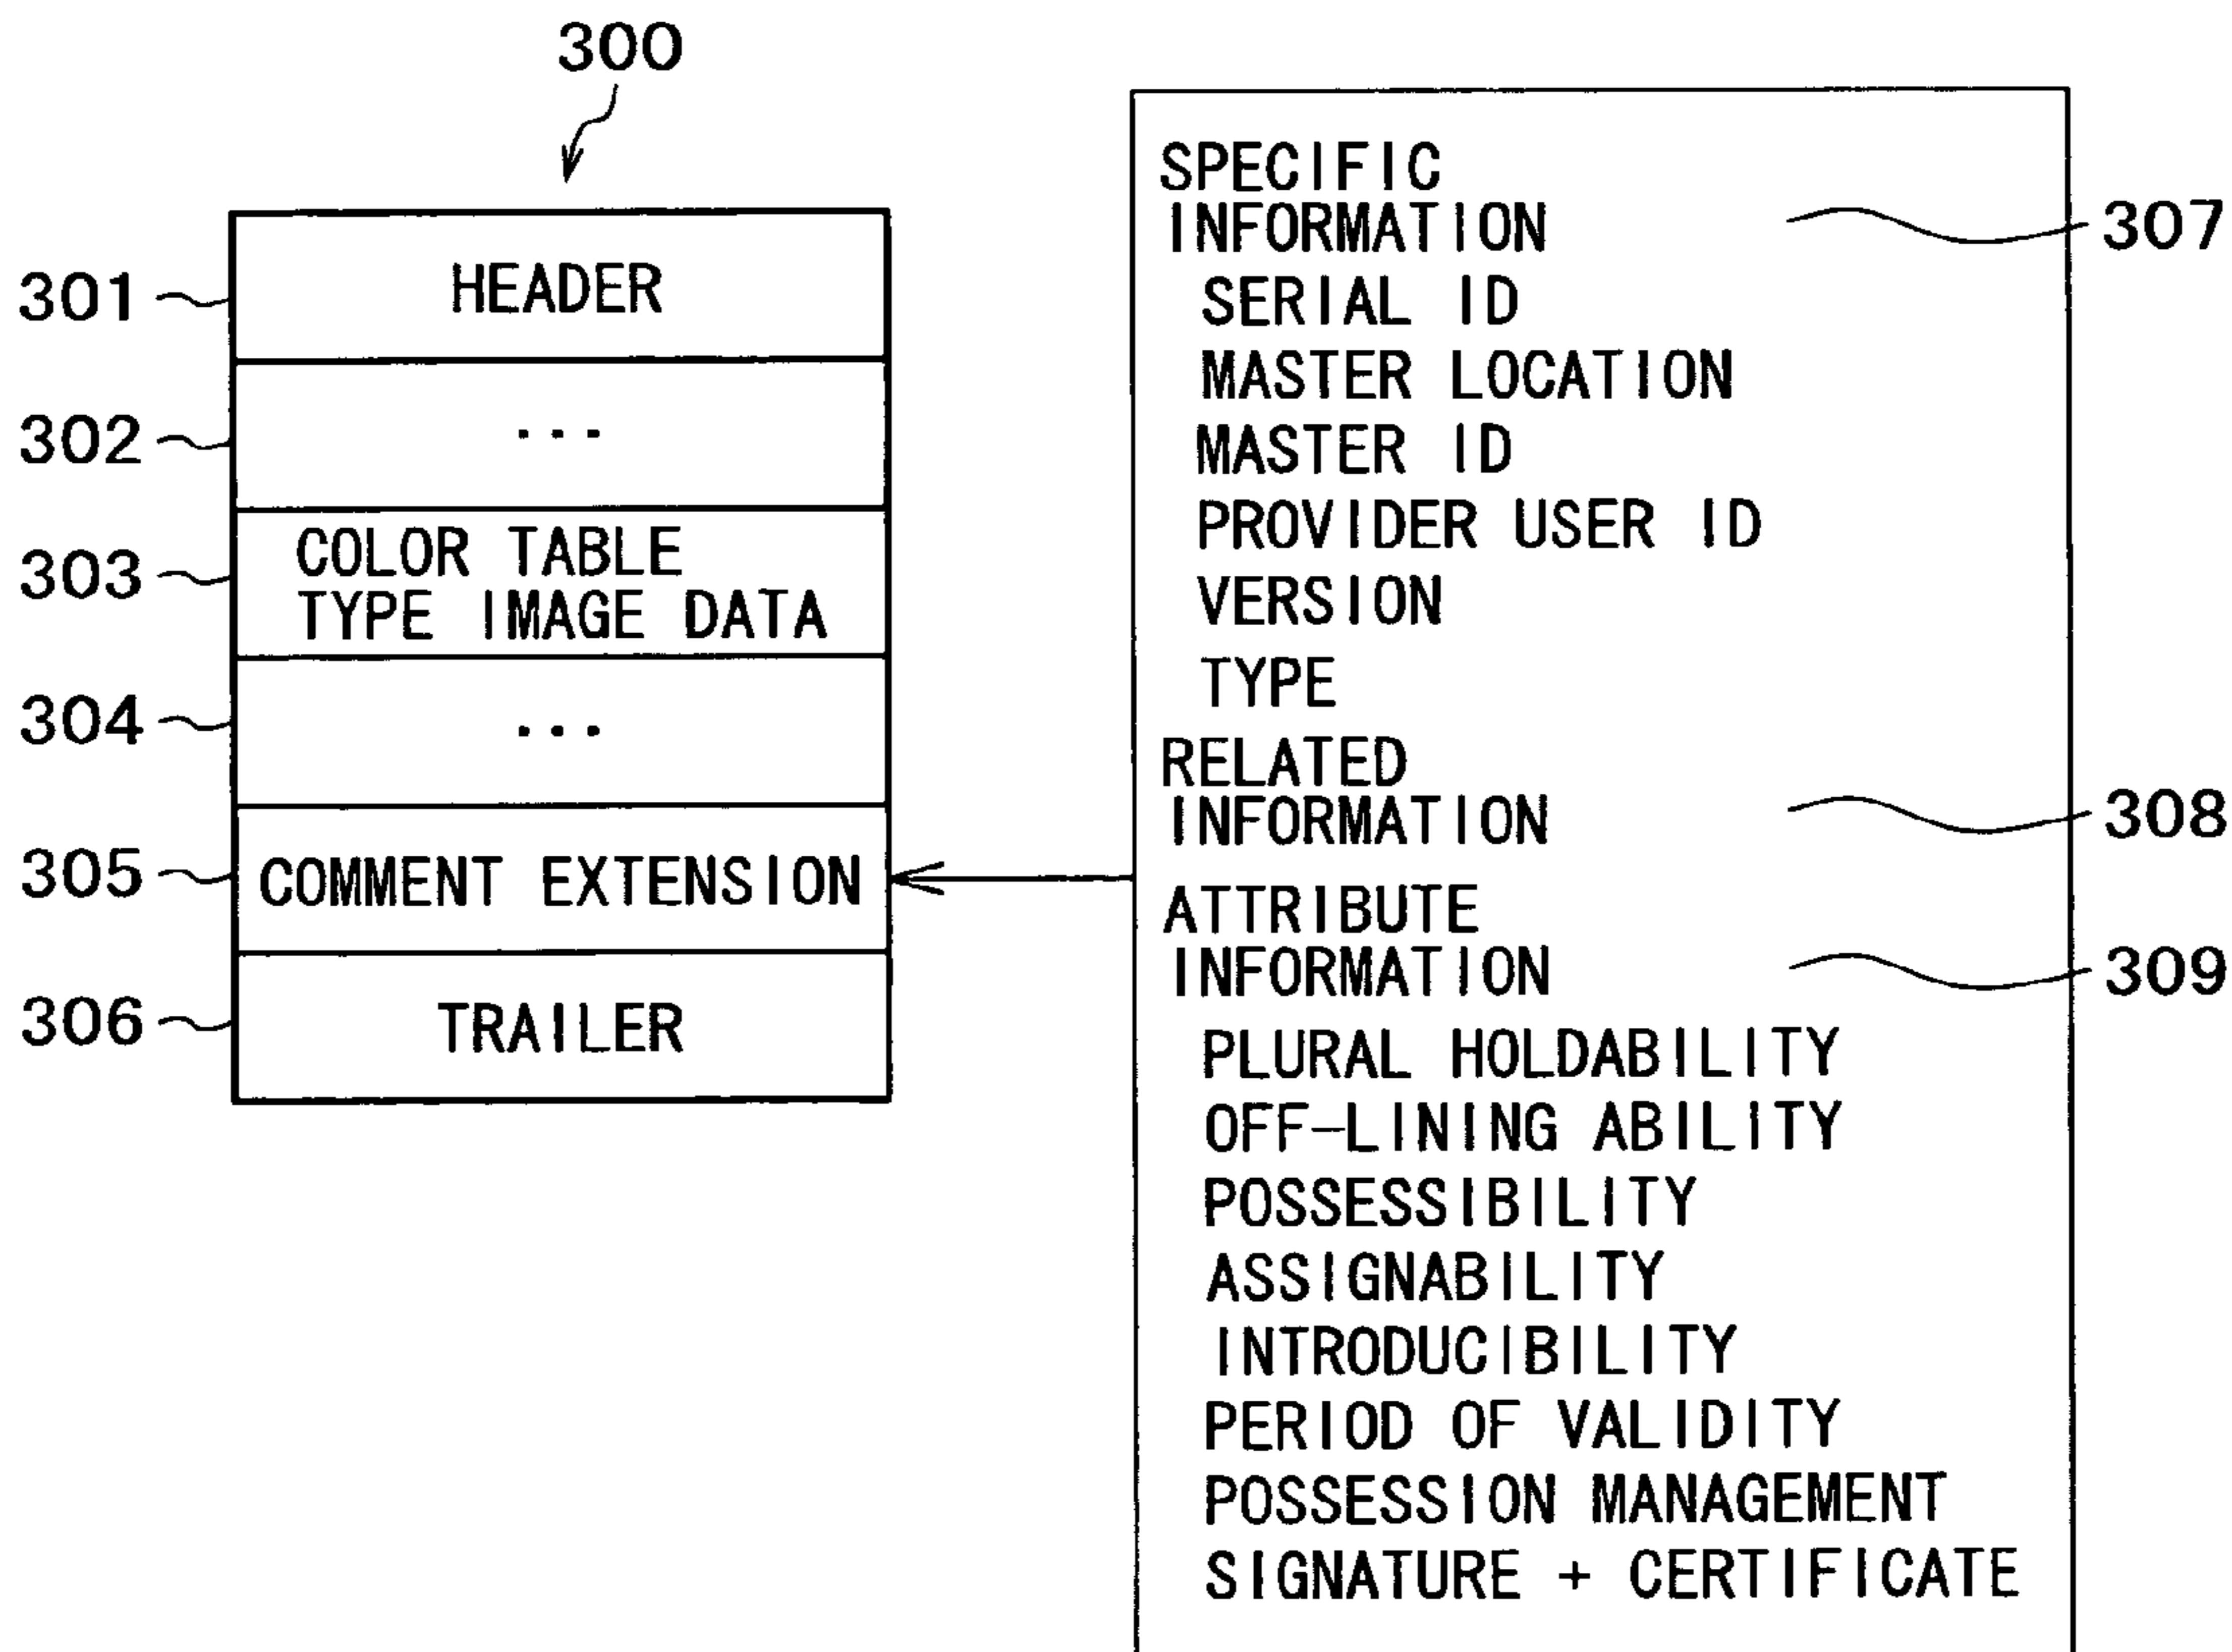 300
301
HEADER
302
...
303
COLOR TABLE
TYPE IMAGE DATA
304
...
305
COMMENT EXTENSION
306
TRAILER
SPECIFIC
INFORMATION
307
SERIAL ID
MASTER LOCATION
MASTER ID
PROVIDER USER ID
VERSION
TYPE
RELATED
INFORMATION
308
ATTRIBUTE
INFORMATION
309
PLURAL HOLDABILITY
OFF-LINING ABILITY
POSSESSIBILITY
ASSIGNABILITY
INTRODUCIBILITY
PERIOD OF VALIDITY
POSSESSION MANAGEMENT
SIGNATURE + CERTIFICATE